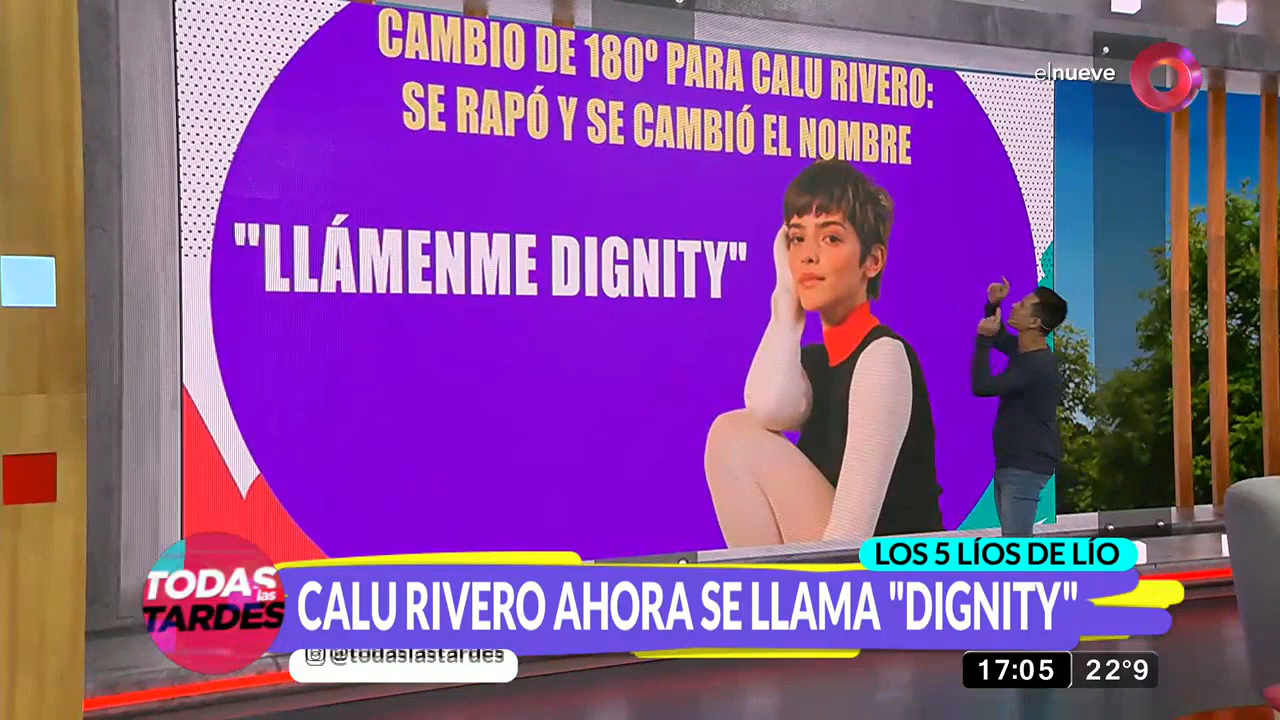 CAMBIO DE 180º PARA CALU RIVERO:
SE RAPÓ Y SE CAMBIÓ EL NOMBRE
elnueve
"LLÁMENME DIGNITY"
LOS 5 LÍOS DE LÍO
TODAS
las
TARDES
CALU RIVERO AHORA SE LLAMA "DIGNITY"
@todaslastardes
17:05 22°9